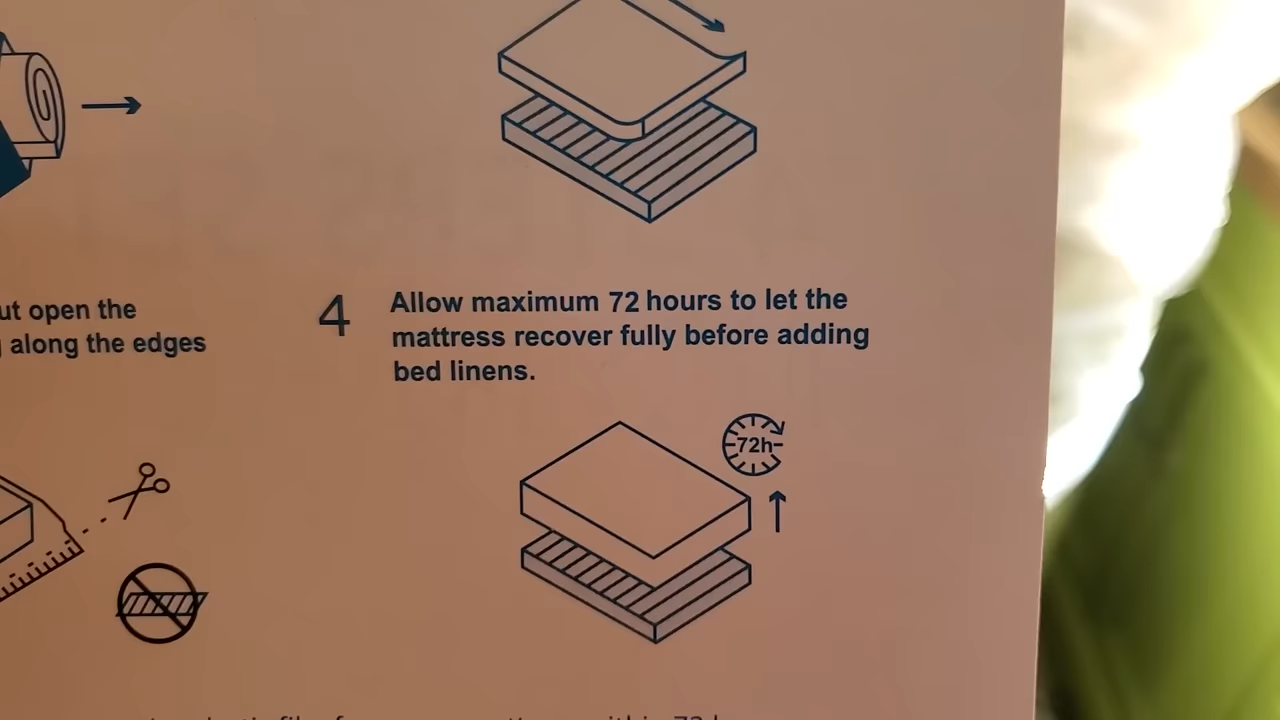 ut open the
along the edges
4
Allow maximum 72 hours to let the
mattress recover fully before adding
bed linens.
72h